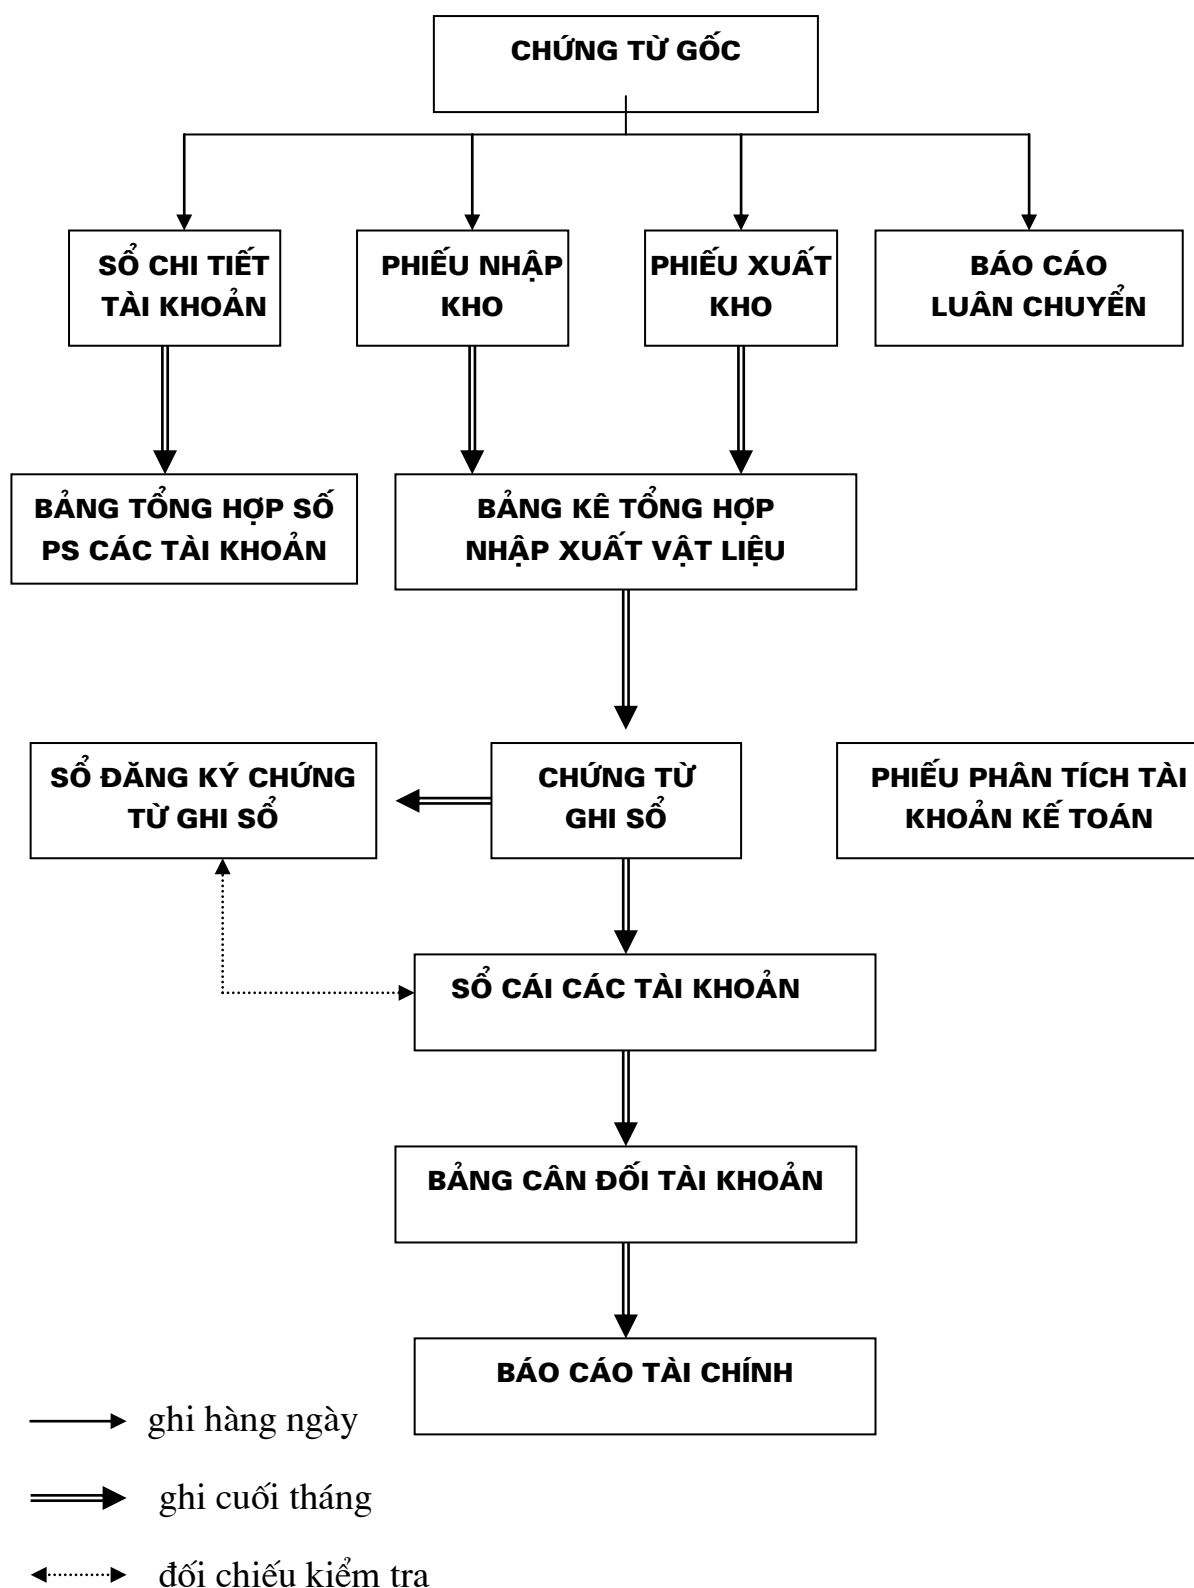 CHỨNG TỪ GỐC
SỔ CHI TIẾT
TÀI KHOẢN
PHIẾU NHẬP
KHO
PHIẾU XUẤT
KHO
BÁO CÁO
LUÂN CHUYỂN
BẢNG TỔNG HỢP SỐ
PS CÁC TÀI KHOẢN
BẢNG KÊ TỔNG HỢP
NHẬP XUẤT VẬT LIỆU
SỔ ĐĂNG KÝ CHỨNG
TỪ GHI SỔ
CHỨNG TỪ
GHI SỔ
PHIẾU PHÂN TÍCH TÀI
KHOẢN KẾ TOÁN
SỔ CÁI CÁC TÀI KHOẢN
BẢNG CÂN ĐỐI TÀI KHOẢN
BÁO CÁO TÀI CHÍNH
ghi hàng ngày
ghi cuối tháng
đối chiếu kiểm tra